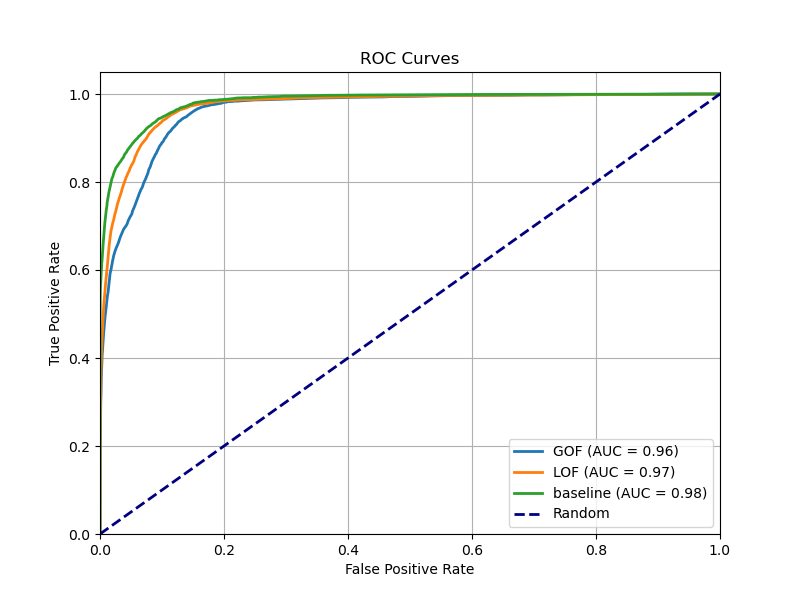 ROC Curves
True Positive Rate
1.0
0.8
0.6
0.4
0.2
0.0
GOF (AUC = 0.96)
LOF (AUC = 0.97)
baseline (AUC = 0.98)
Random
0.0 0.2 0.4 0.6 0.8 1.0
False Positive Rate